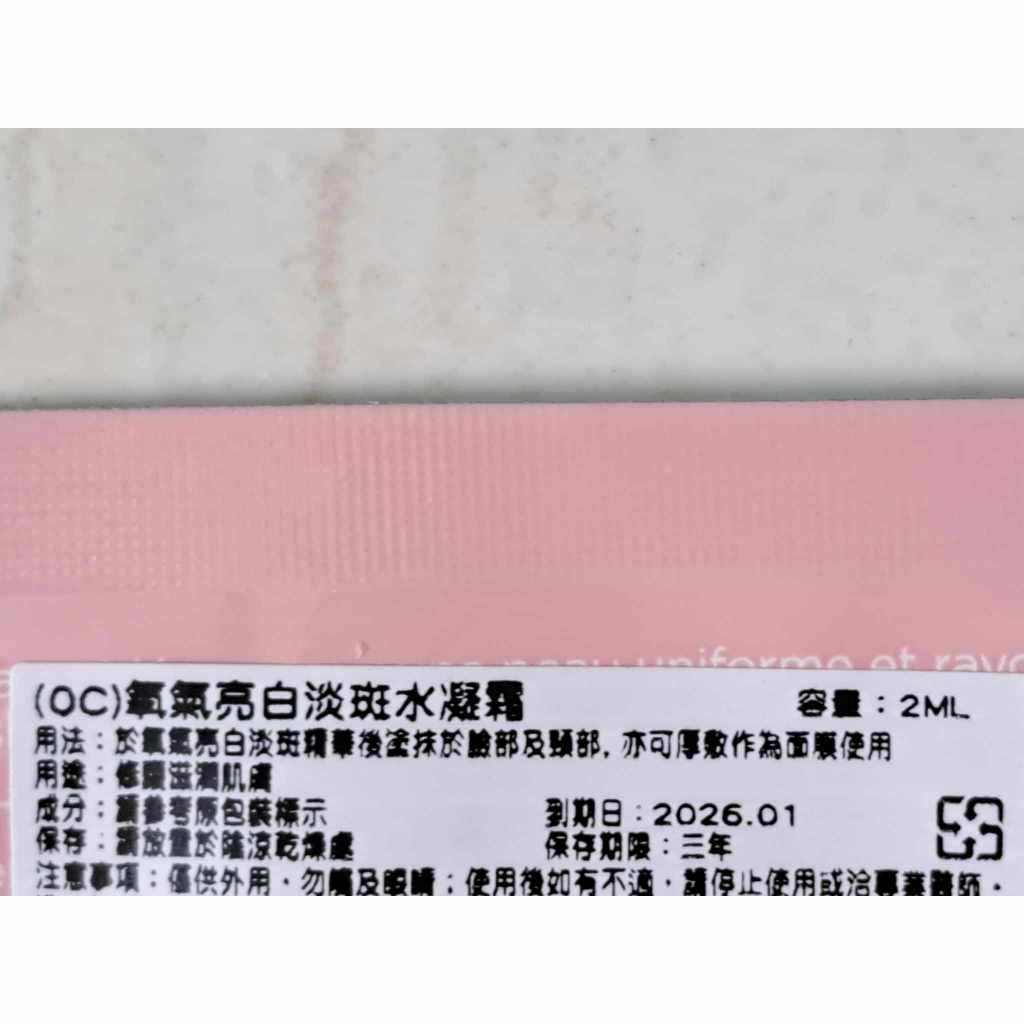 peau uniforme et rayo
(OC)氧氣亮白淡斑水凝霜 容量：2ML
用法：於氧氣亮白淡斑精華後塗抹於臉部及頸部，亦可厚敷作為面膜使用
用途：修護滋潤肌膚
成分：請參考原包裝標示 到期日：2026.01
保存：請放置於陰涼乾燥處 保存期限：三年
注意事項：僅供外用，勿觸及眼睛；使用後如有不適，請停止使用或洽專業醫師。